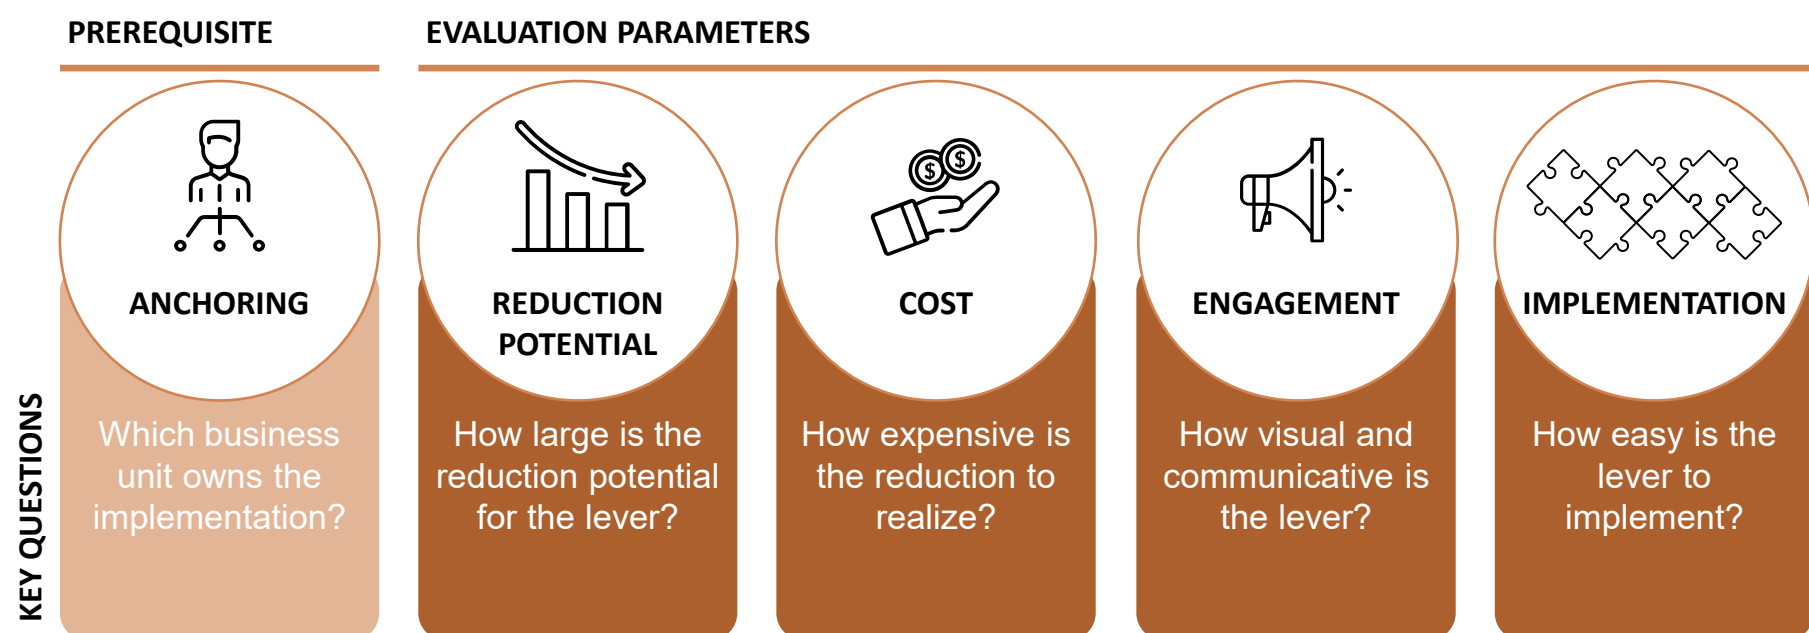 PREREQUISITE
EVALUATION PARAMETERS
ANCHORING
REDUCTION
POTENTIAL
COST
ENGAGEMENT
IMPLEMENTATION
KEY QUESTIONS
Which business
unit owns the
implementation?
How large is the
reduction potential
for the lever?
How expensive is
the reduction to
realize?
How visual and
communicative is
the lever?
How easy is the
lever to
implement?